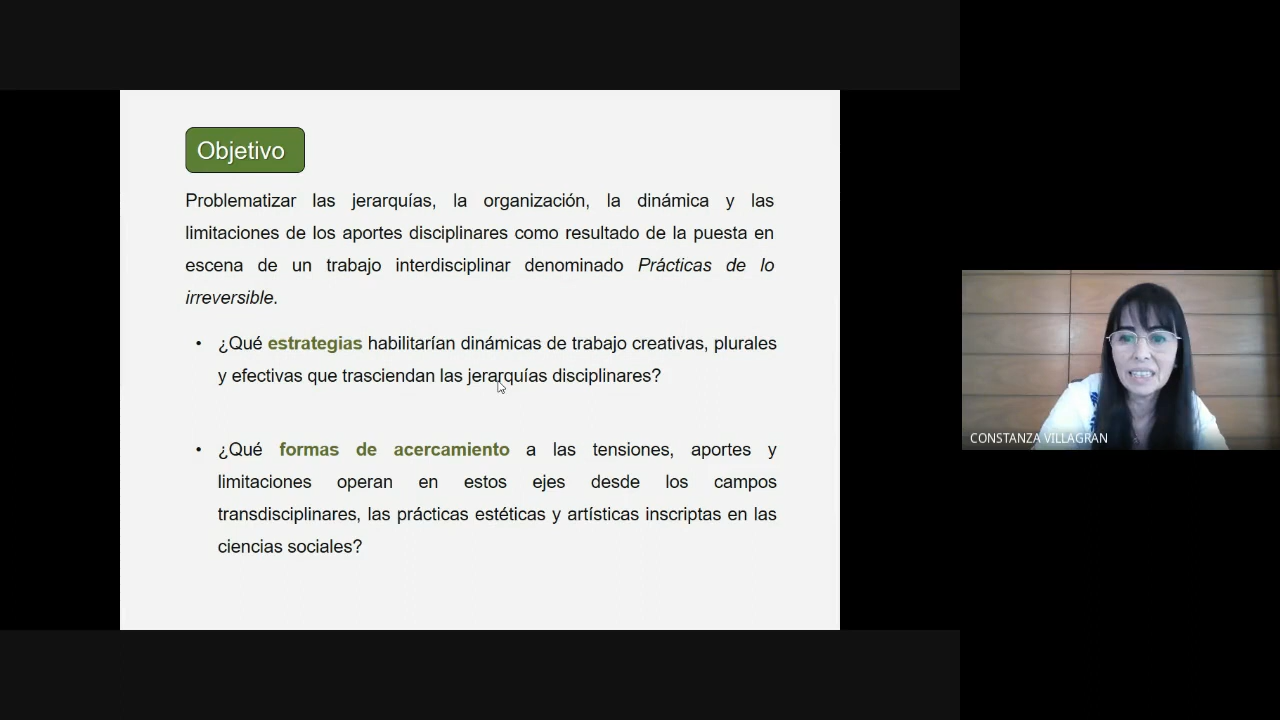 Objetivo
Problematizar las jerarquías, la organización, la dinámica y las
limitaciones de los aportes disciplinares como resultado de la puesta en
escena de un trabajo interdisciplinar denominado Prácticas de lo
irreversible.
• ¿Qué estrategias habilitarían dinámicas de trabajo creativas, plurales
y efectivas que trasciendan las jerarquías disciplinares?
• ¿Qué formas de acercamiento a las tensiones, aportes y
limitaciones operan en estos ejes desde los campos
transdisciplinares, las prácticas estéticas y artísticas inscriptas en las
ciencias sociales?
CONSTANZA VILLAGRAN